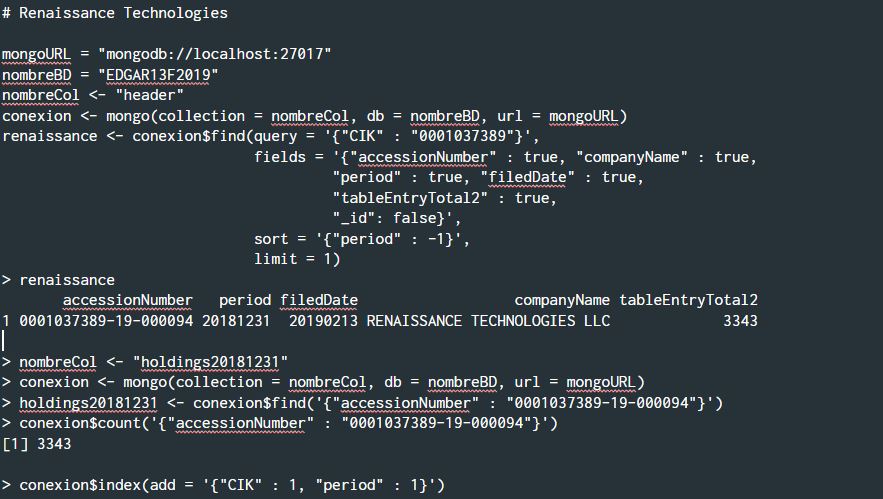 # Renaissance Technologies
mongoURL = "mongodb://localhost:27017"
nombreBD = "EDGAR13F2019"
nombreCol <- "header"
conexion <- mongo(collection = nombreCol, db = nombreBD, url = mongoURL)
renaissance <- conexion$find(query = '{"CIK" : "0001037389"}',
fields = '{"accessionNumber" : true, "companyName" : true,
"period" : true, "filedDate" : true,
"tableEntryTotal2" : true,
"_id": false}',
sort = '{"period" : -1}',
limit = 1)
> renaissance
accessionNumber period filedDate companyName tableEntryTotal2
1 0001037389-19-000094 20181231 20190213 RENAISSANCE TECHNOLOGIES LLC 3343
> nombreCol <- "holdings20181231"
> conexion <- mongo(collection = nombreCol, db = nombreBD, url = mongoURL)
> holdings20181231 <- conexion$find('{"accessionNumber" : "0001037389-19-000094"}')
> conexion$count('{"accessionNumber" : "0001037389-19-000094"}')
[1] 3343
> conexion$index(add = '{"CIK" : 1, "period" : 1}')